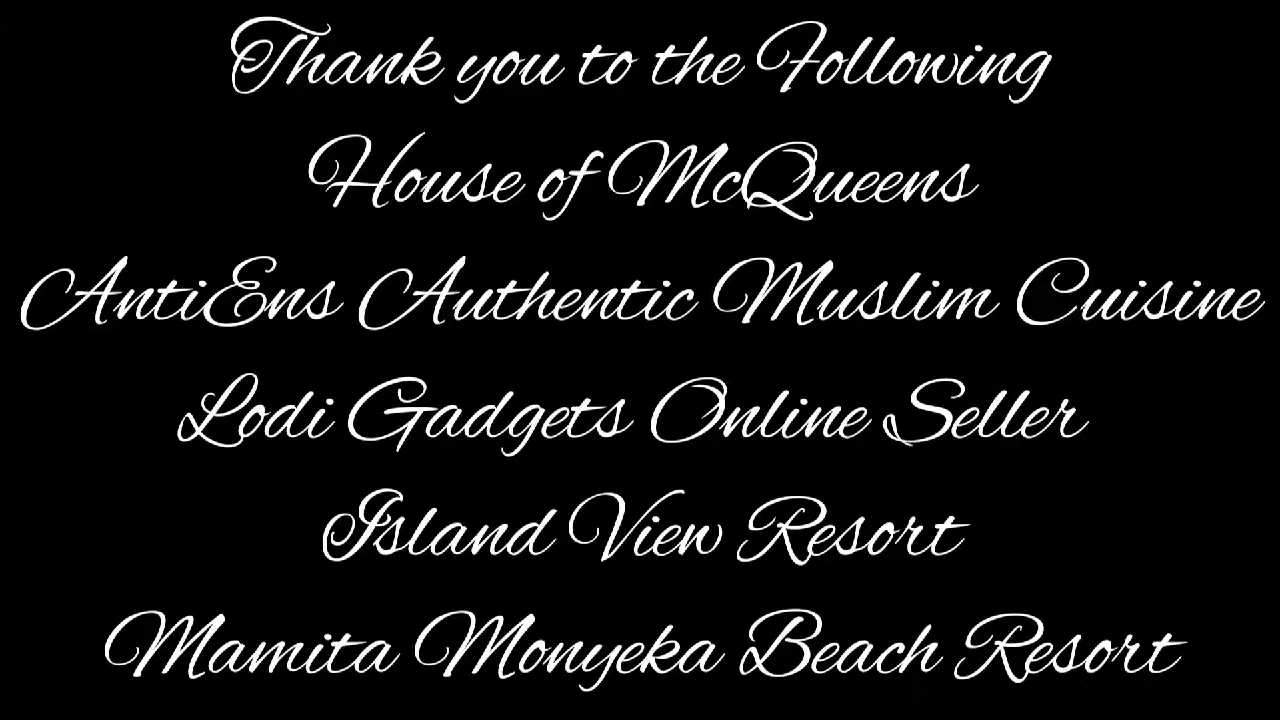 Thank you to the Following
House of McQueens
AntiEns Authentic Muslim Cuisine
Lodi Gadgets Online Seller
Island View Resort
Mamita Monyeka Beach Resort